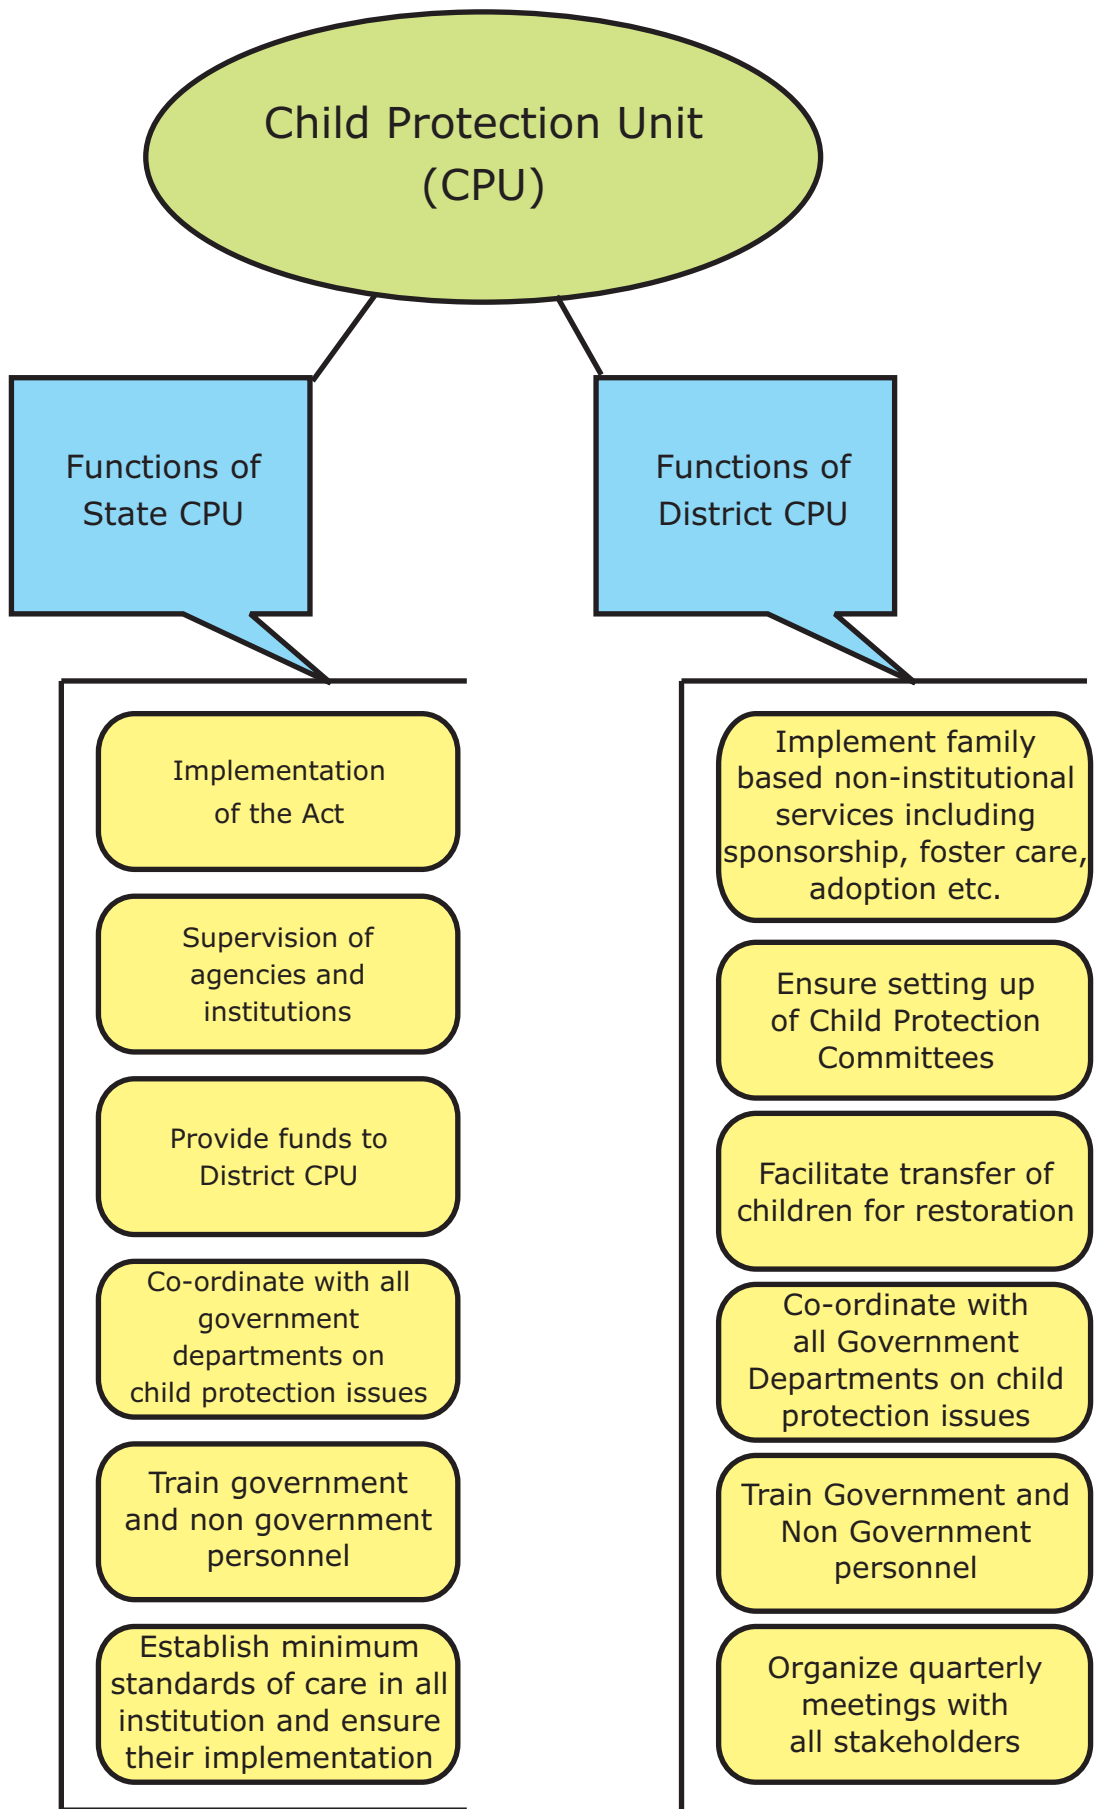 Child Protection Unit
(CPU)
Functions of
State CPU
Functions of
District CPU
Implementation
of the Act
Supervision of
agencies and
institutions
Provide funds to
District CPU
Co-ordinate with all
government
departments on
child protection issues
Train government
and non government
personnel
Establish minimum
standards of care in all
institution and ensure
their implementation
Implement family
based non-institutional
services including
sponsorship, foster care,
adoption etc.
Ensure setting up
of Child Protection
Committees
Facilitate transfer of
children for restoration
Co-ordinate with
all Government
Departments on child
protection issues
Train Government and
Non Government
personnel
Organize quarterly
meetings with
all stakeholders